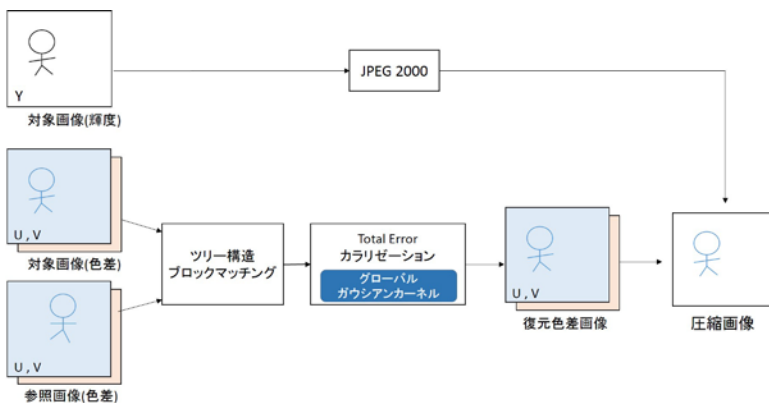 Y
対象画像(輝度)
JPEG 2000
U , V
対象画像(色差)
U , V
参照画像(色差)
ツリー構造
ブロックマッチング
Total Error
カラリゼーション
グローバル
ガウシアンカーネル
U , V
復元色差画像
圧縮画像